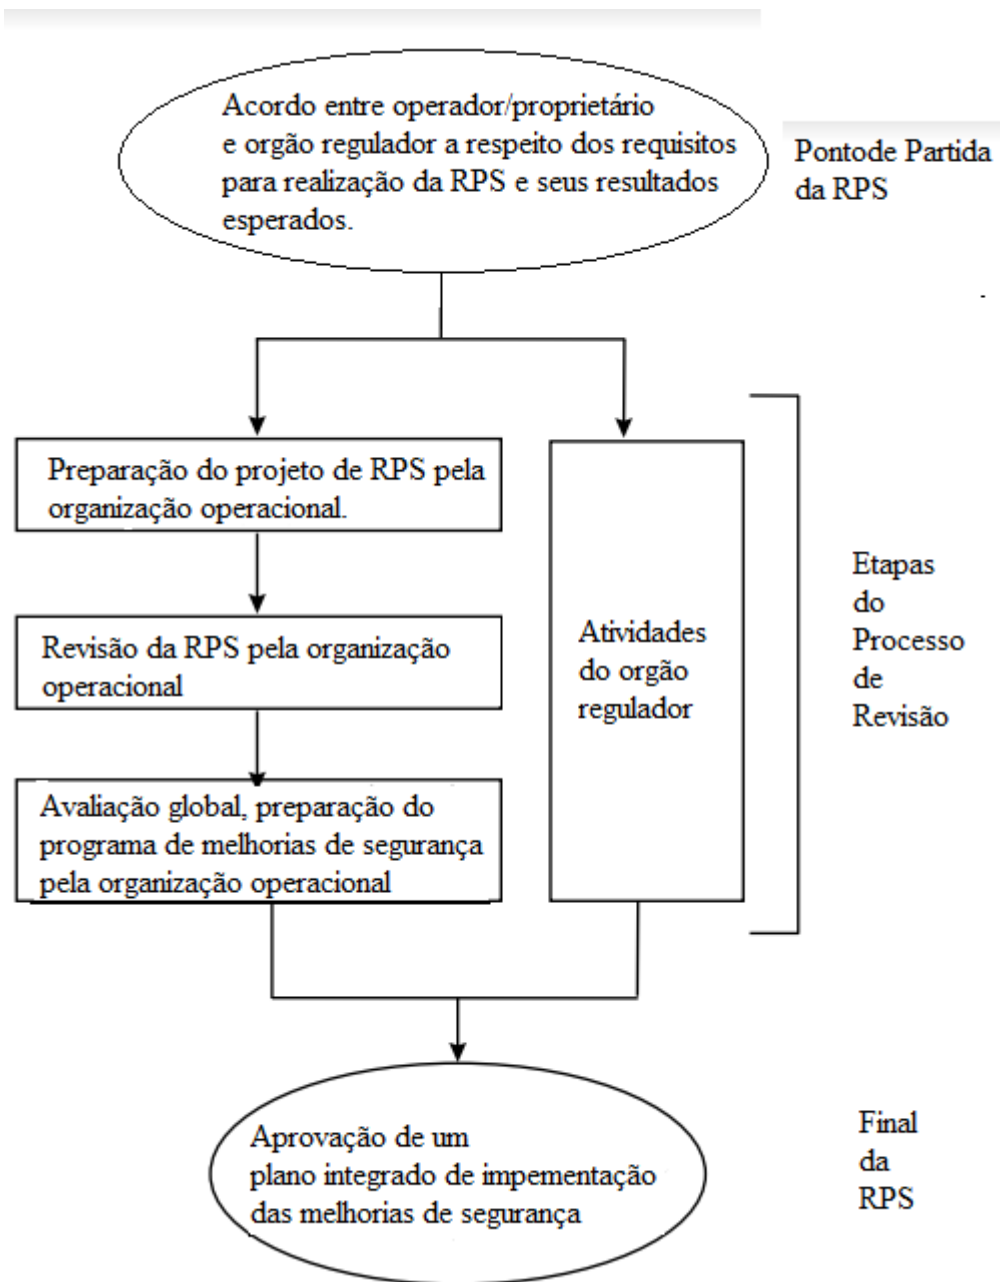 Acordo entre operador/proprietário
e orgão regulador a respeito dos requisitos
para realização da RPS e seus resultados
esperados.
Pontode Partida
da RPS
Preparação do projeto de RPS pela
organização operacional.
Revisão da RPS pela organização
operacional
Avaliação global, preparação do
programa de melhorias de segurança
pela organização operacional
Atividades
do orgão
regulador
Etapas
do
Processo
de
Revisão
Aprovação de um
plano integrado de impementação
das melhorias de segurança
Final
da
RPS